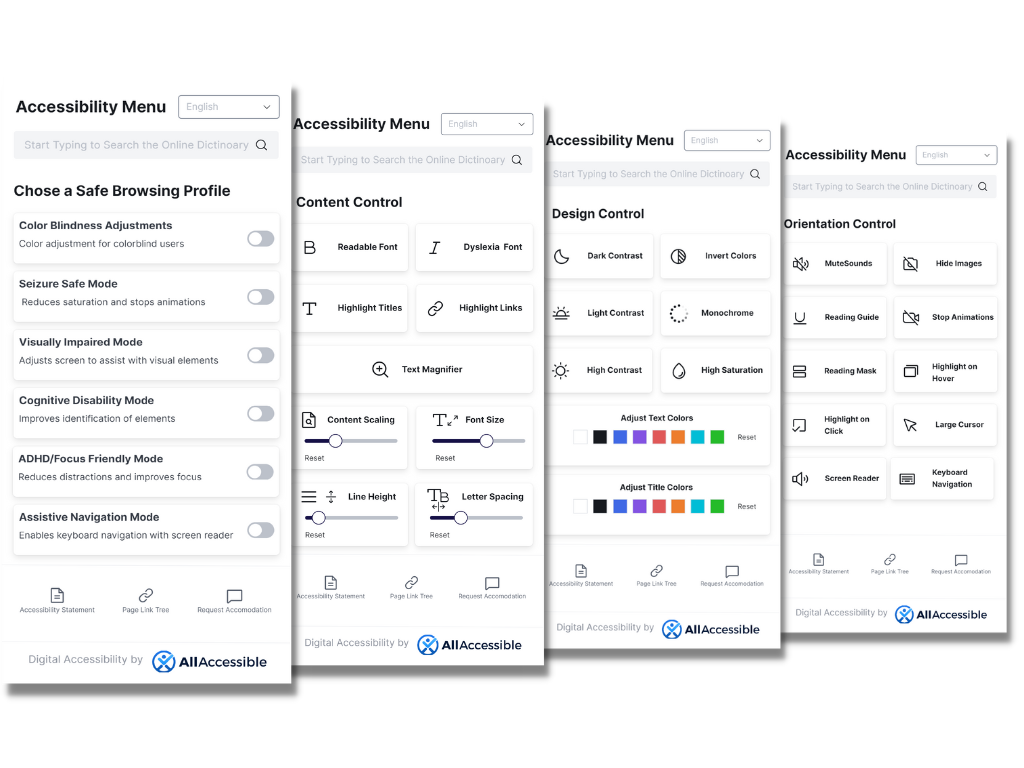 Accessibility Menu
English
Start Typing to Search the Online Dictinoary
Chose a Safe Browsing Profile
Color Blindness Adjustments
Color adjustment for colorblind users
Seizure Safe Mode
Reduces saturation and stops animations
Visually Impaired Mode
Adjusts screen to assist with visual elements
Cognitive Disability Mode
Improves identification of elements
ADHD/Focus Friendly Mode
Reduces distractions and improves focus
Assistive Navigation Mode
Enables keyboard navigation with screen reader
Accessibility Statement
Page Link Tree
Request Accomodation
Digital Accessibility by
AllAccessible
Accessibility Menu
English
Start Typing to Search the Online Dictinoary
Content Control
B
Readable Font
I
Dyslexia Font
T
Highlight Titles
Highlight Links
Text Magnifier
Content Scaling
Reset
T
Font Size
Reset
Line Height
Reset
TB
Letter Spacing
Reset
Accessibility Statement
Page Link Tree
Request Accomodation
Digital Accessibility by
AllAccessible
Accessibility Menu
English
Start Typing to Search the Online Dictinoary
Design Control
Dark Contrast
Invert Colors
Light Contrast
Monochrome
High Contrast
High Saturation
Adjust Text Colors
Reset
Adjust Title Colors
Reset
Accessibility Statement
Page Link Tree
Request Accomodation
Digital Accessibility by
AllAccessible
Accessibility Menu
English
Start Typing to Search the Online Dictinoary
Orientation Control
MuteSounds
Hide Images
Reading Guide
Stop Animations
Reading Mask
Highlight on
Hover
Highlight on
Click
Large Cursor
Screen Reader
Keyboard
Navigation
Accessibility Statement
Page Link Tree
Request Accomodation
Digital Accessibility by
AllAccessible